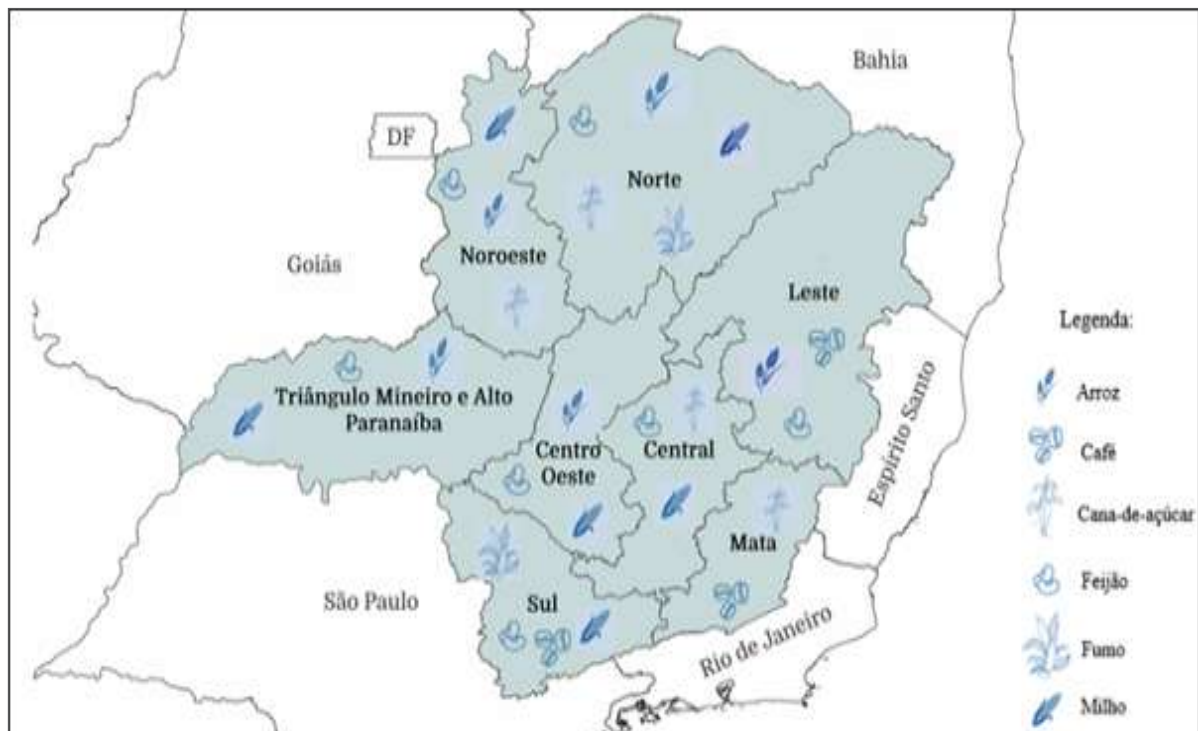 Bahia
DF
Norte
Goiás
Noroeste
Leste
Legenda:
Triângulo Mineiro e Alto
Paranaíba
Arroz
Espírito Santo
Centro
Oeste
Central
Café
Cana-de-açúcar
Mata
São Paulo
Sul
Feijão
Rio de Janeiro
Fumo
Milho